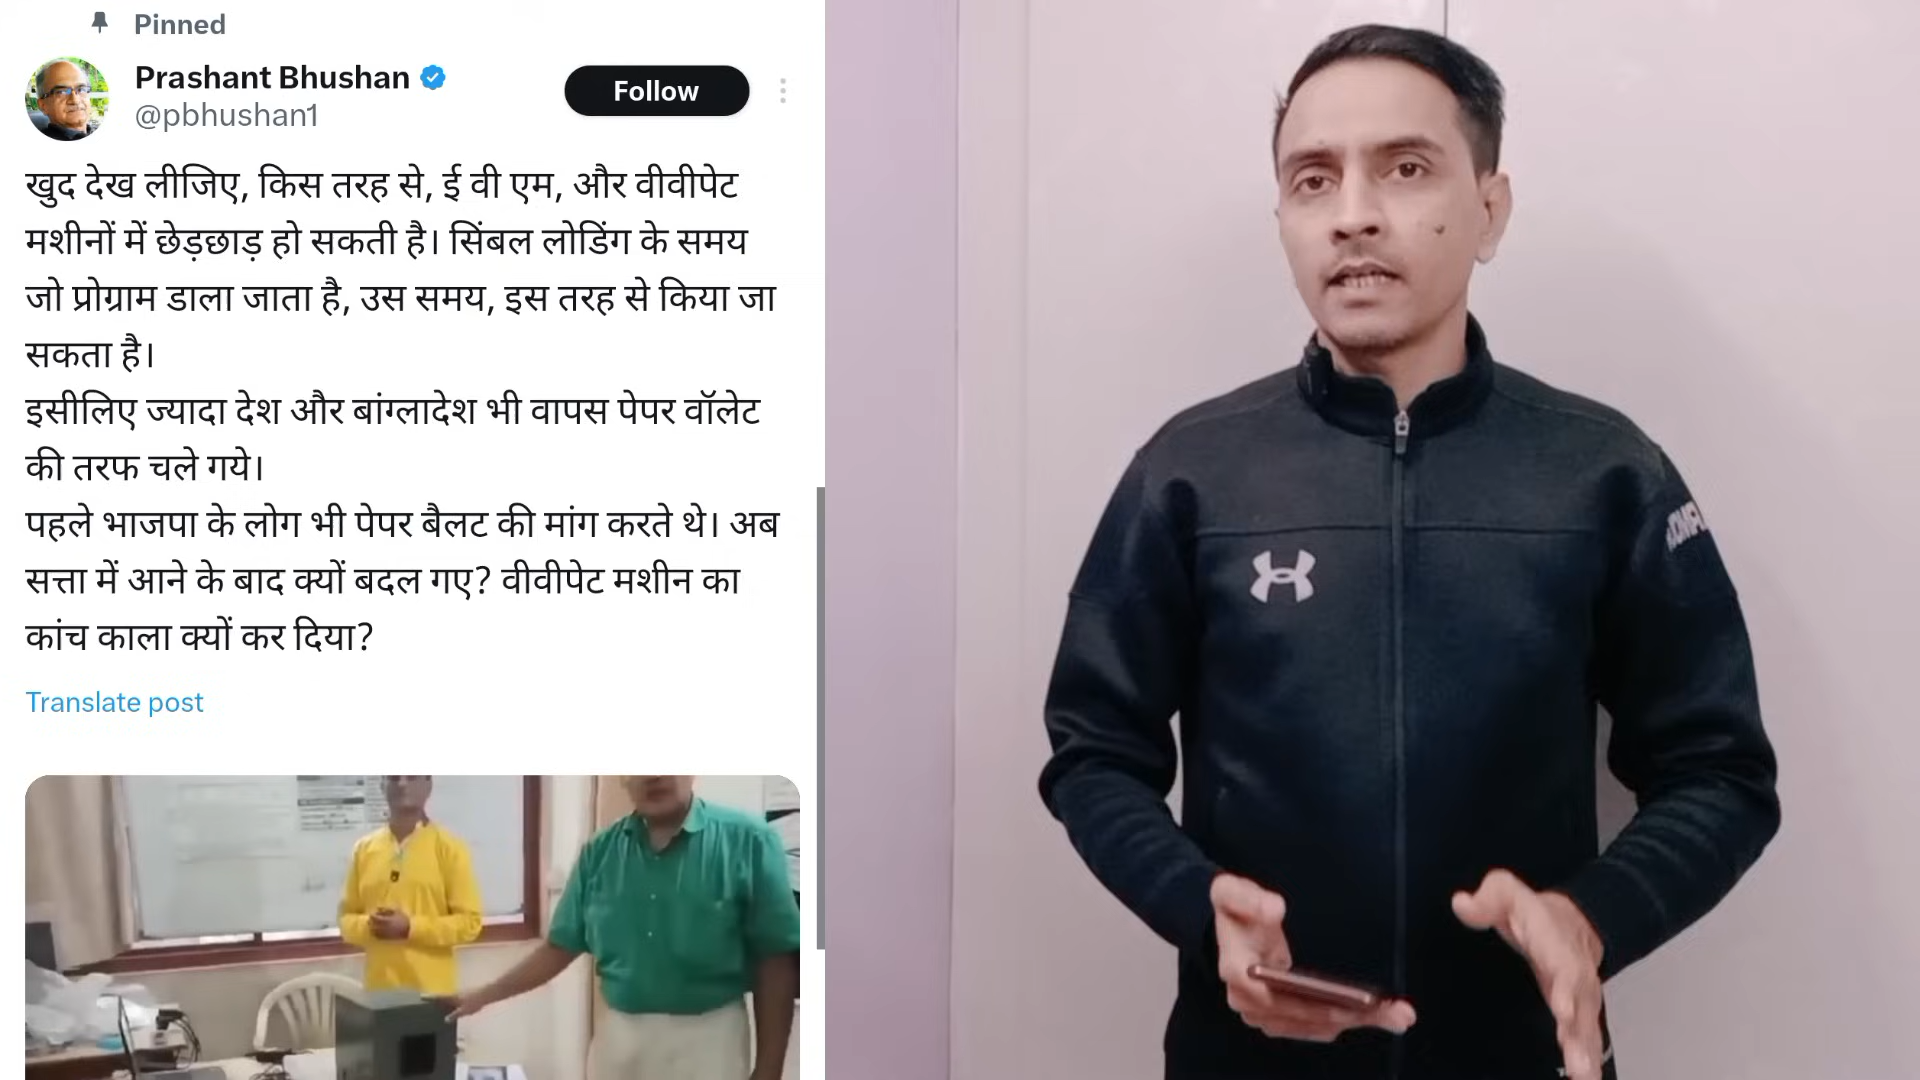 Pinned
Prashant Bhushan
@pbhushan1
Follow
खुद देख लीजिए, किस तरह से, ई वी एम, और वीवीपेट
मशीनों में छेड़छाड़ हो सकती है। सिंबल लोडिंग के समय
जो प्रोग्राम डाला जाता है, उस समय, इस तरह से किया जा
सकता है।
इसीलिए ज्यादा देश और बांग्लादेश भी वापस पेपर वॉलेट
की तरफ चले गये।
पहले भाजपा के लोग भी पेपर बैलट की मांग करते थे। अब
सत्ता में आने के बाद क्यों बदल गए? वीवीपेट मशीन का
कांच काला क्यों कर दिया?
Translate post